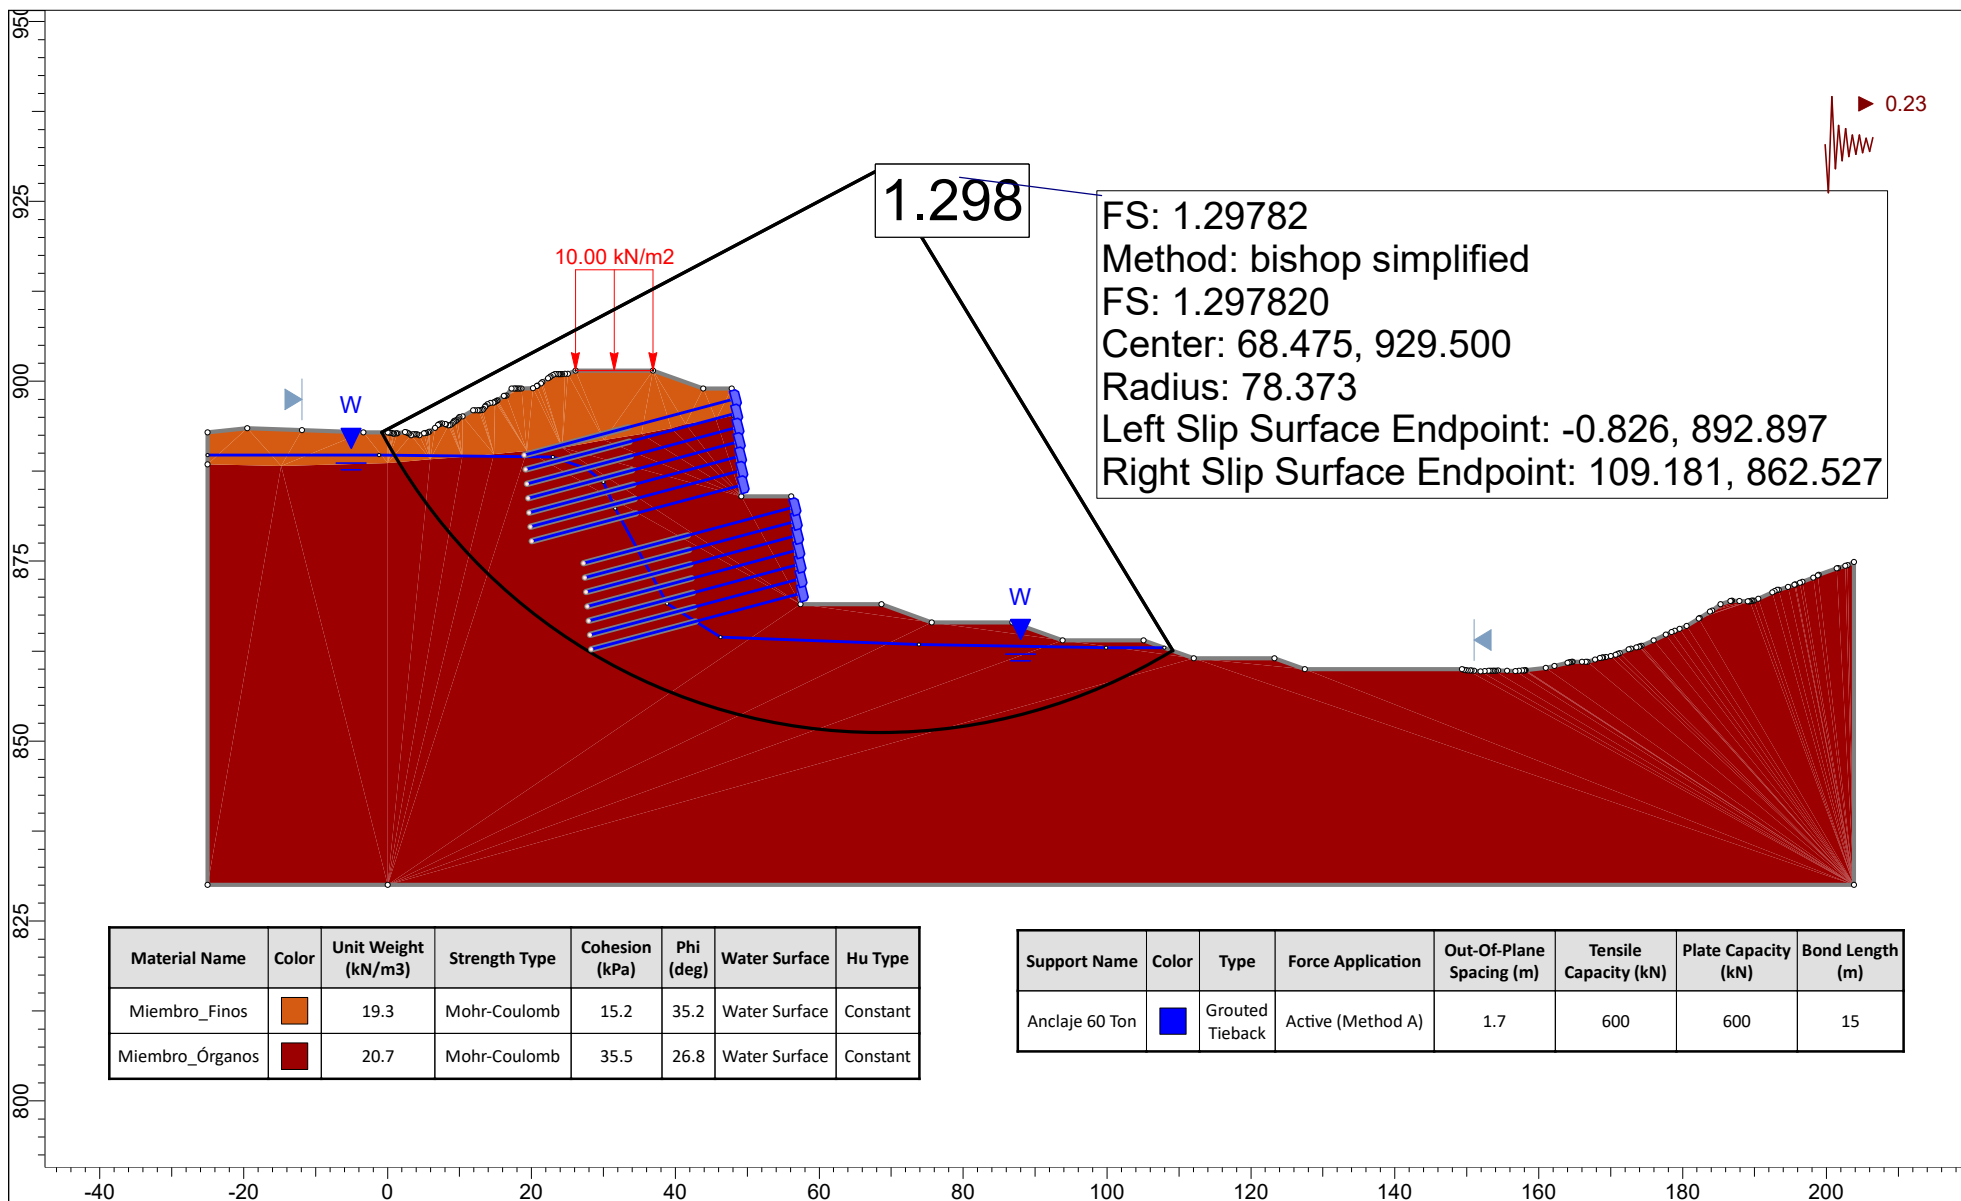 0.23
1.298
FS: 1.29782
Method: bishop simplified
FS: 1.297820
Center: 68.475, 929.500
Radius: 78.373
Left Slip Surface Endpoint: -0.826, 892.897
Right Slip Surface Endpoint: 109.181, 862.527
10.00 kN/m2
W
W
950
925
900
875
850
825
800
Material Name Color Unit Weight (kN/m3) Strength Type Cohesion (kPa) Phi (deg) Water Surface Hu Type
Miembro_Finos 19.3 Mohr-Coulomb 15.2 35.2 Water Surface Constant
Miembro_Órganos 20.7 Mohr-Coulomb 35.5 26.8 Water Surface Constant
Support Name Color Type Force Application Out-Of-Plane Spacing (m) Tensile Capacity (kN) Plate Capacity (kN) Bond Length (m)
Anclaje 60 Ton Grouted Tieback Active (Method A) 1.7 600 600 15
-40 -20 0 20 40 60 80 100 120 140 160 180 200